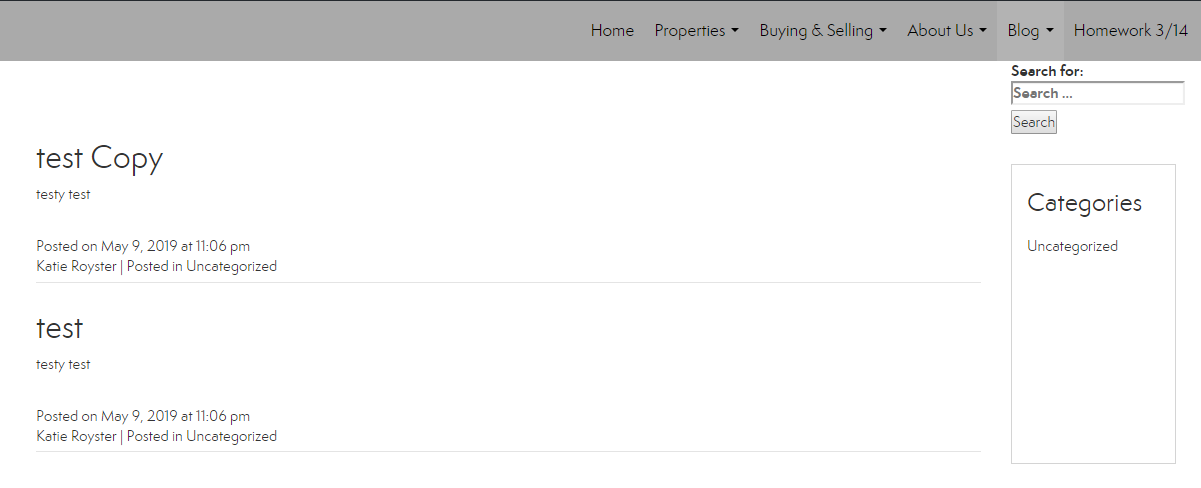 Home Properties Buying & Selling About Us Blog Homework 3/14
Search for:
Search ...
Search
test Copy
testy test
Posted on May 9, 2019 at 11:06 pm
Katie Royster | Posted in Uncategorized
test
testy test
Posted on May 9, 2019 at 11:06 pm
Katie Royster | Posted in Uncategorized
Categories
Uncategorized